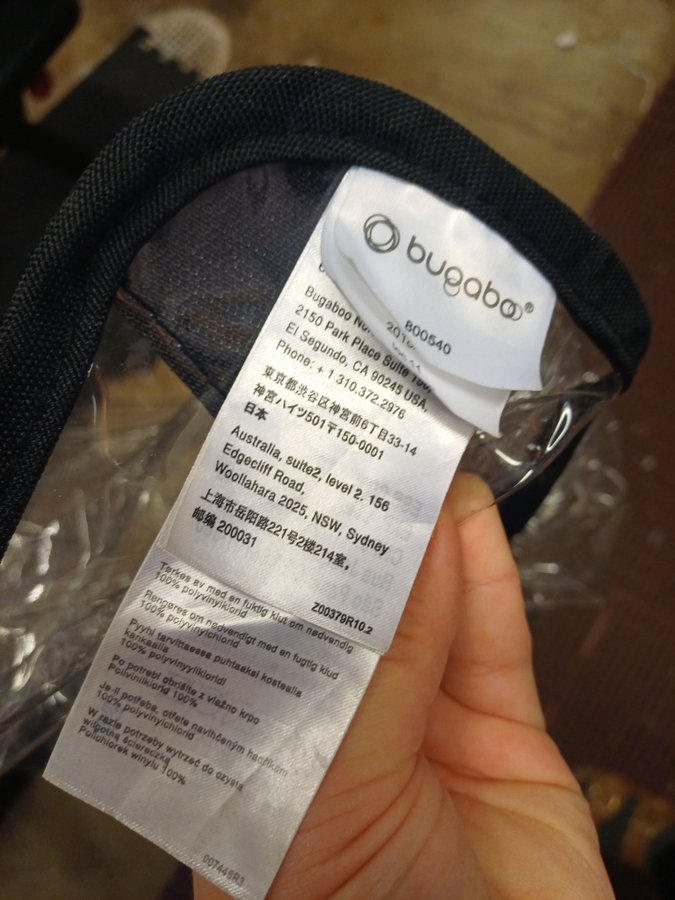 bugaboo®
800540
2019
Bugaboo
2150 Park Place Suite
El Segundo, CA 90245 USA,
Phone: + 1.310.372.2976
東京都渋谷区神宮前6丁目33-14
神宮ハイツ501〒150-0001
日本
Australia, suite2, level 2. 156
Edgecliff Road,
Woollahara 2025, NSW, Sydney
上海市岳阳路221号2楼214室,
邮编 200031
Z00379R10.2
Tørkes av med en fuktig klut om nødvendig
100% polyvinylklorid
Rengøres om nødvendigt med en fugtig klud
100% polyvinylchlorid
Pyyhi tarvittaessa puhtaaksi kostealla
kankaalla
100% polyvinyylikloridi
Po potrebi obrišite z vlažno krpo
Polivinilklorid 100%
Je-li potřeba, otřete navlhčeným hadříkem
100% polyvinylchlorid
W razie potrzeby wytrzeć do czysta
wilgotną ściereczką
Polichlorek winylu 100%
007448R3